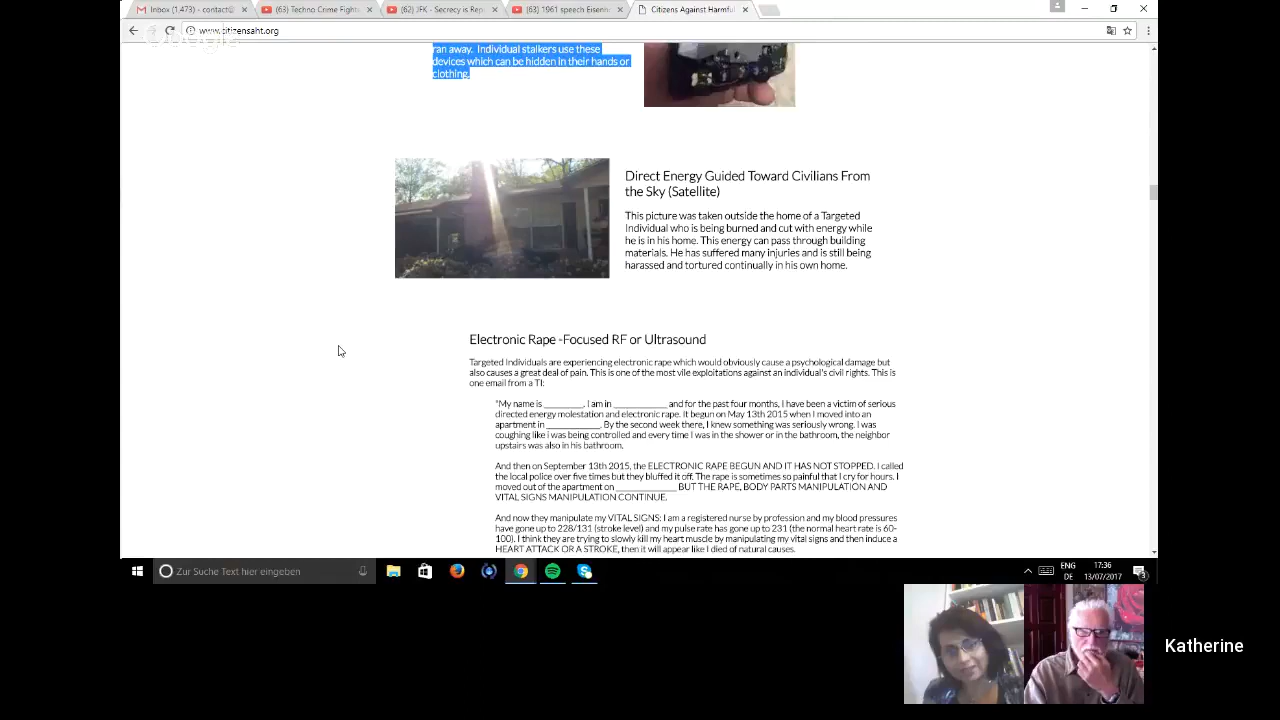 Inbox (1,473) - contact@
(63) Techno Crime Fight
(62) JFK - Secrecy is Rep
(63) 1961 speech Eisenh
Citizens Against Harmful
www.citizensaht.org
ran away. Individual stalkers use these
devices which can be hidden in their hands or
clothing.
Direct Energy Guided Toward Civilians From
the Sky (Satellite)
This picture was taken outside the home of a Targeted
Individual who is being burned and cut with energy while
he is in his home. This energy can pass through building
materials. He has suffered many injuries and is still being
harassed and tortured continually in his own home.
Electronic Rape -Focused RF or Ultrasound
Targeted Individuals are experiencing electronic rape which would obviously cause a psychological damage but
also causes a great deal of pain. This is one of the most vile exploitations against an individual's civil rights. This is
one email from a TI:
"My name is __________. I am in ______________ and for the past four months, I have been a victim of serious
directed energy molestation and electronic rape. It begun on May 13th 2015 when I moved into an
apartment in ______________. By the second week there, I knew something was seriously wrong. I was
coughing like i was being controlled and every time I was in the shower or in the bathroom, the neighbor
upstairs was also in his bathroom.
And then on September 13th 2015, the ELECTRONIC RAPE BEGUN AND IT HAS NOT STOPPED. I called
the local police over five times but they bluffed it off. The rape is sometimes so painful that I cry for hours. I
moved out of the apartment on ________________ BUT THE RAPE, BODY PARTS MANIPULATION AND
VITAL SIGNS MANIPULATION CONTINUE.
And now they manipulate my VITAL SIGNS: I am a registered nurse by profession and my blood pressures
have gone up to 228/131 (stroke level) and my pulse rate has gone up to 231 (the normal heart rate is 60-
100). I think they are trying to slowly kill my heart muscle by manipulating my vital signs and then induce a
HEART ATTACK OR A STROKE, then it will appear like I died of natural causes.
Zur Suche Text hier eingeben
ENG
DE
17:36
13/07/2017
3
Katherine